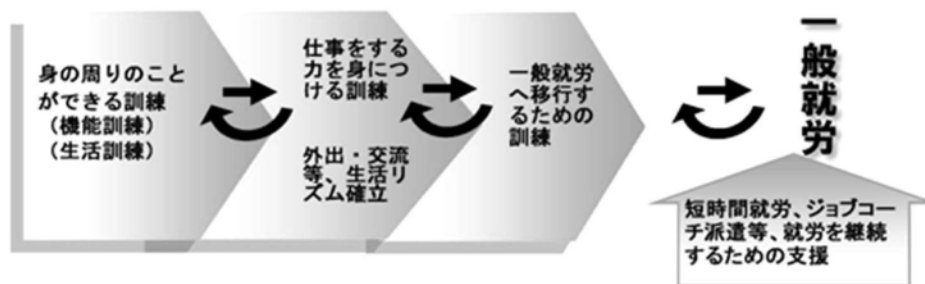 身の周りのこと
ができる訓練
（機能訓練）
（生活訓練）
仕事をする
力を身につ
ける訓練
外出・交流
等、生活リ
ズム確立
一般就労
へ移行す
るための
訓練
一般就労
短時間就労、ジョブコー
チ派遣等、就労を継続
するための支援